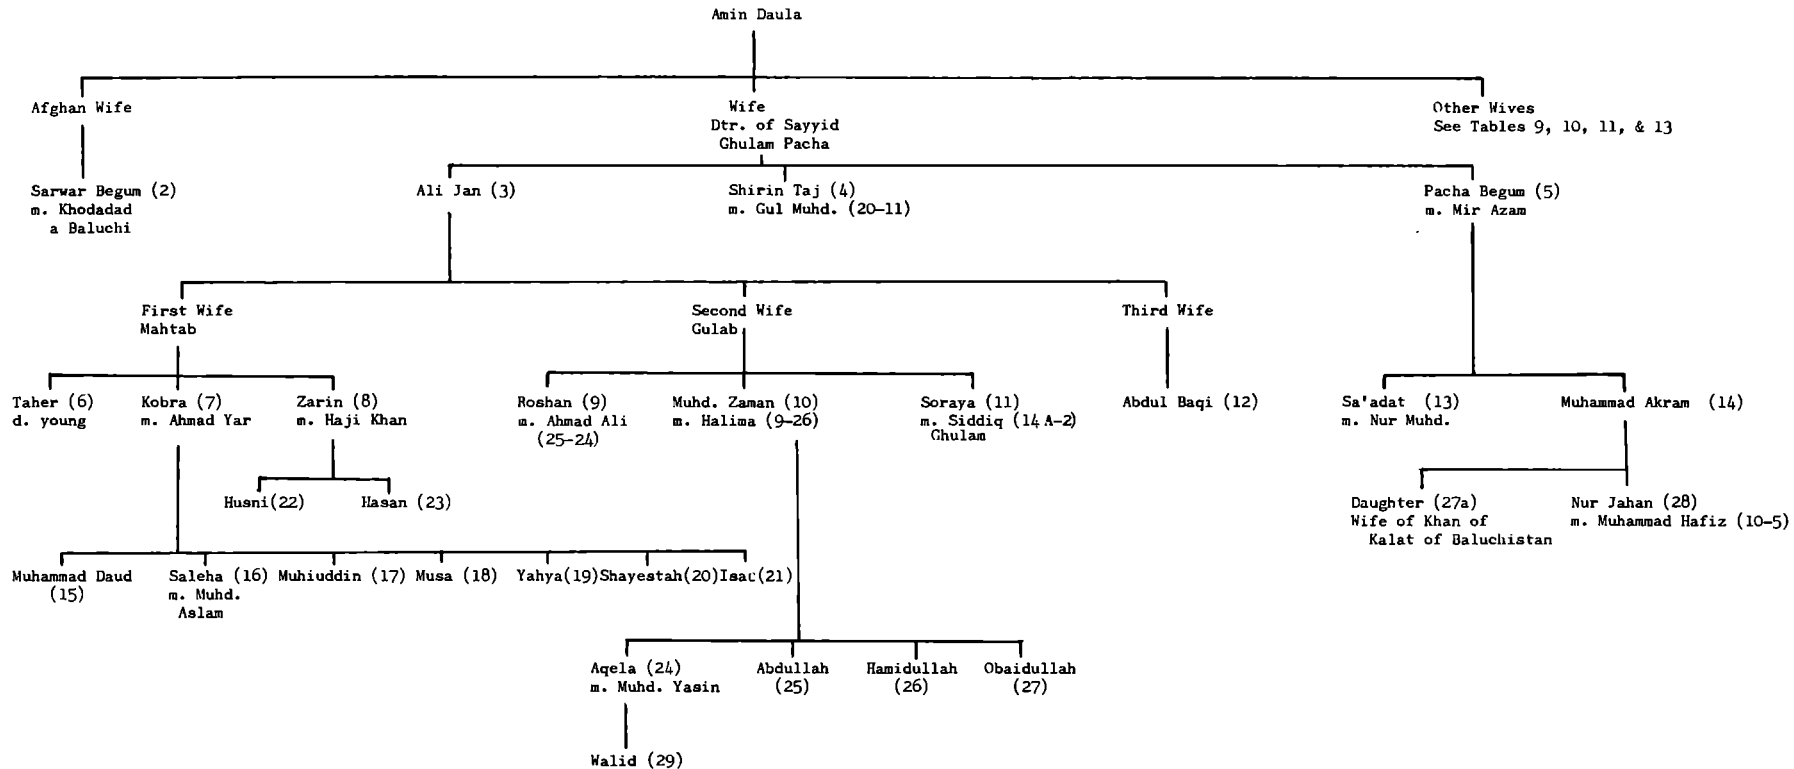 Amin Daula
Afghan Wife
Wife
Dtr. of Sayyid
Ghulam Pacha
Other Wives
See Tables 9, 10, 11, & 13
Sarwar Begum (2)
m. Khodadad
a Baluchi
Ali Jan (3)
Shirin Taj (4)
m. Gul Muhd. (20-11)
Pacha Begum (5)
m. Mir Azam
First Wife
Mahtab
Second Wife
Gulab
Third Wife
Taher (6)
d. young
Kobra (7)
m. Ahmad Yar
Zarin (8)
m. Haji Khan
Roshan (9)
m. Ahmad Ali
(25-24)
Muhd. Zaman (10)
m. Halima (9-26)
Soraya (11)
m. Siddiq (14 A-2)
Ghulam
Abdul Baqi (12)
Sa'adat (13)
m. Nur Muhd.
Muhammad Akram (14)
Husni(22)
Hasan (23)
Daughter (27a)
Wife of Khan of
Kalat of Baluchistan
Nur Jahan (28)
m. Muhammad Hafiz (10-5)
Muhammad Daud
(15)
Saleha (16)
m. Muhd.
Aslam
Muhiuddin (17)
Musa (18)
Yahya(19)
Shayestah(20)
Isac(21)
Aqela (24)
m. Muhd. Yasin
Abdullah
(25)
Hamidullah
(26)
Obaidullah
(27)
Walid (29)